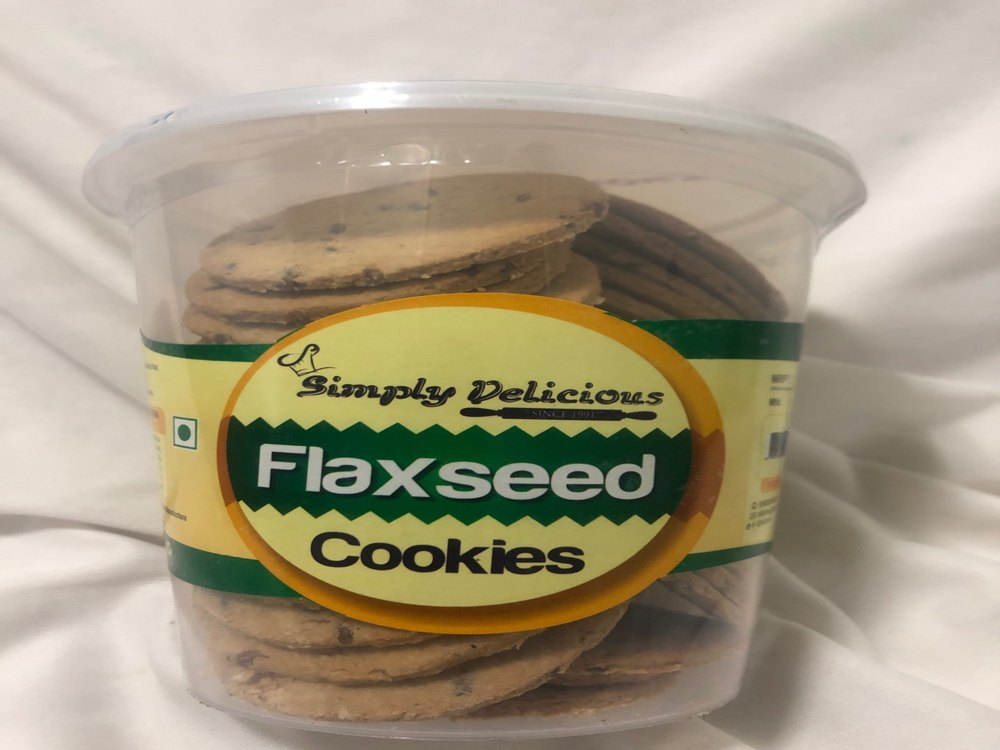 Simply Delicious
SINCE 1991
Flaxseed
Cookies